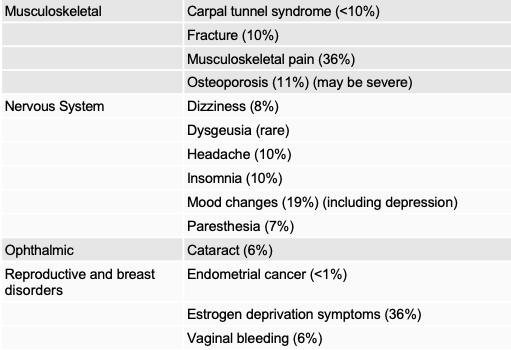 Musculoskeletal Carpal tunnel syndrome (<10%)
Fracture (10%)
Musculoskeletal pain (36%)
Osteoporosis (11%) (may be severe)
Nervous System Dizziness (8%)
Dysgeusia (rare)
Headache (10%)
Insomnia (10%)
Mood changes (19%) (including depression)
Paresthesia (7%)
Ophthalmic Cataract (6%)
Reproductive and breast Endometrial cancer (<1%)
disorders
Estrogen deprivation symptoms (36%)
Vaginal bleeding (6%)